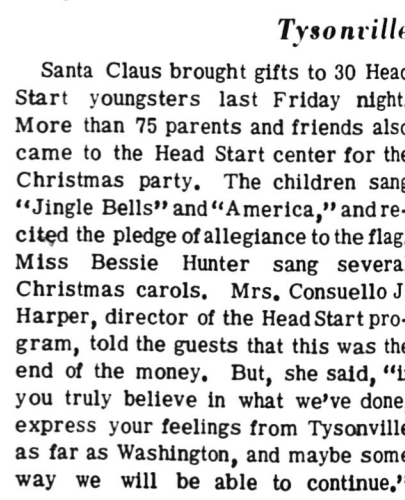 Tysonville
Santa Claus brought gifts to 30 Head
Start youngsters last Friday night.
More than 75 parents and friends also
came to the Head Start center for the
Christmas party. The children sang
"Jingle Bells" and "America," and re-
cited the pledge of allegiance to the flag.
Miss Bessie Hunter sang several
Christmas carols. Mrs. Consuello J.
Harper, director of the Head Start pro-
gram, told the guests that this was the
end of the money. But, she said, "if
you truly believe in what we've done,
express your feelings from Tysonville
as far as Washington, and maybe some
way we will be able to continue."